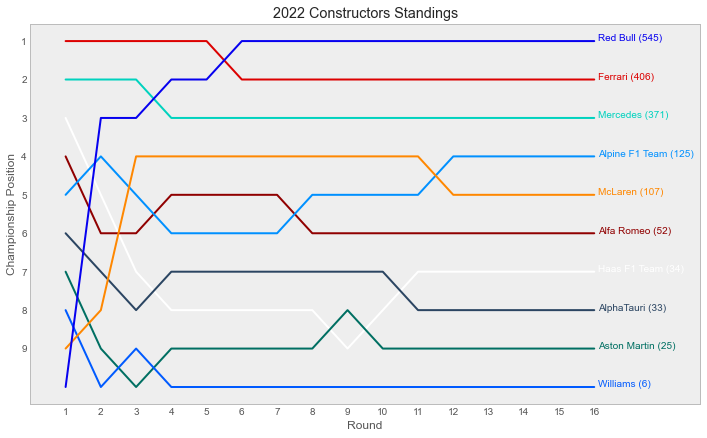 2022 Constructors Standings
1
2
3
4
5
6
7
8
9
Championship Position
Red Bull (545)
Ferrari (406)
Mercedes (371)
Alpine F1 Team (125)
McLaren (107)
Alfa Romeo (52)
Haas F1 Team (34)
AlphaTauri (33)
Aston Martin (25)
Williams (6)
1 2 3 4 5 6 7 8 9 10 11 12 13 14 15 16
Round